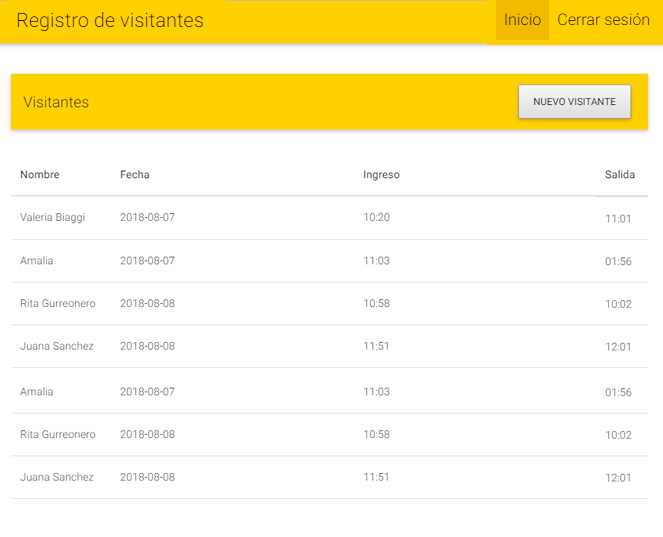 Registro de visitantes Inicio Cerrar sesión
Visitantes NUEVO VISITANTE
Nombre Fecha Ingreso Salida
Valeria Biaggi 2018-08-07 10:20 11:01
Amalia 2018-08-07 11:03 01:56
Rita Gurreonero 2018-08-08 10:58 10:02
Juana Sanchez 2018-08-08 11:51 12:01
Amalia 2018-08-07 11:03 01:56
Rita Gurreonero 2018-08-08 10:58 10:02
Juana Sanchez 2018-08-08 11:51 12:01